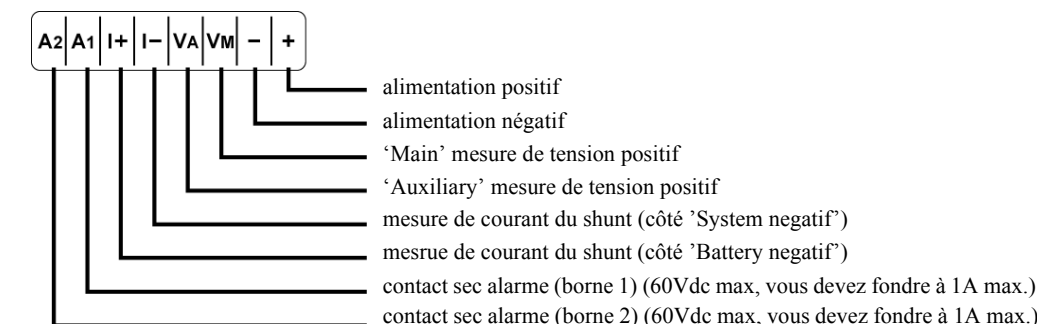 A2 A1 I+ I− VA VM − +
alimentation positif
alimentation négatif
‘Main’ mesure de tension positif
‘Auxiliary’ mesure de tension positif
mesure de courant du shunt (côté ’System negatif’)
mesrue de courant du shunt (côté ’Battery negatif’)
contact sec alarme (borne 1) (60Vdc max, vous devez fondre à 1A max.)
contact sec alarme (borne 2) (60Vdc max, vous devez fondre à 1A max.)